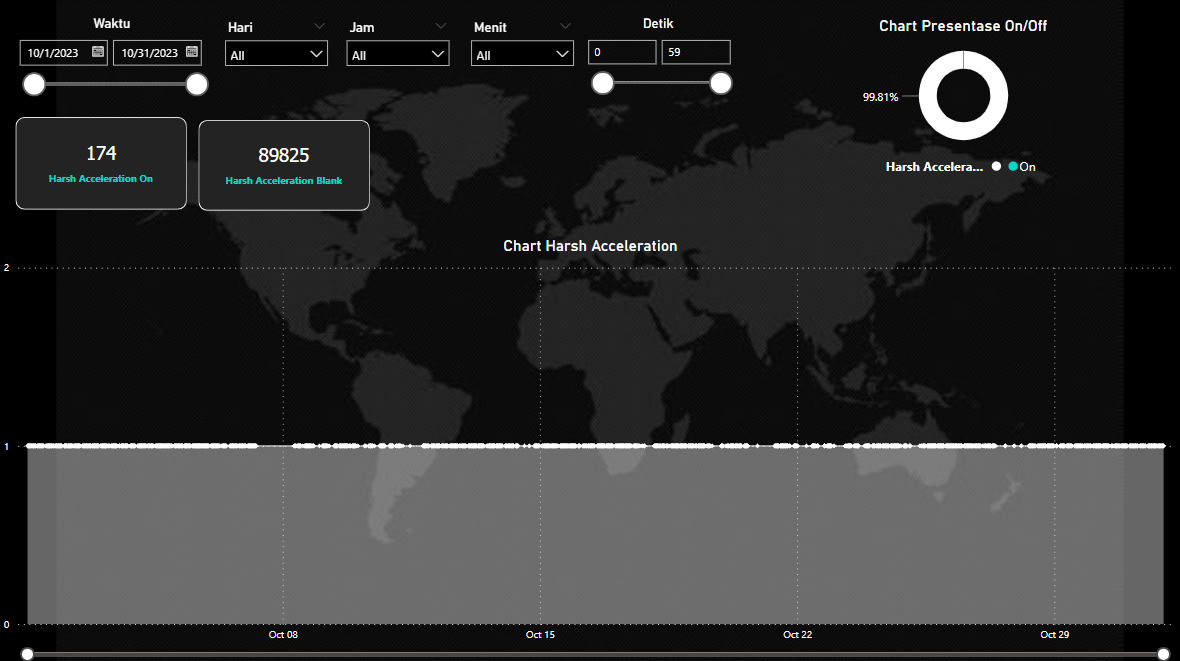 Waktu
10/1/2023
10/31/2023
Hari
All
Jam
All
Menit
All
Detik
0
59
Chart Presentase On/Off
99.81%
Harsh Accelera...
On
174
Harsh Acceleration On
89825
Harsh Acceleration Blank
Chart Harsh Acceleration
2
1
0
Oct 08
Oct 15
Oct 22
Oct 29